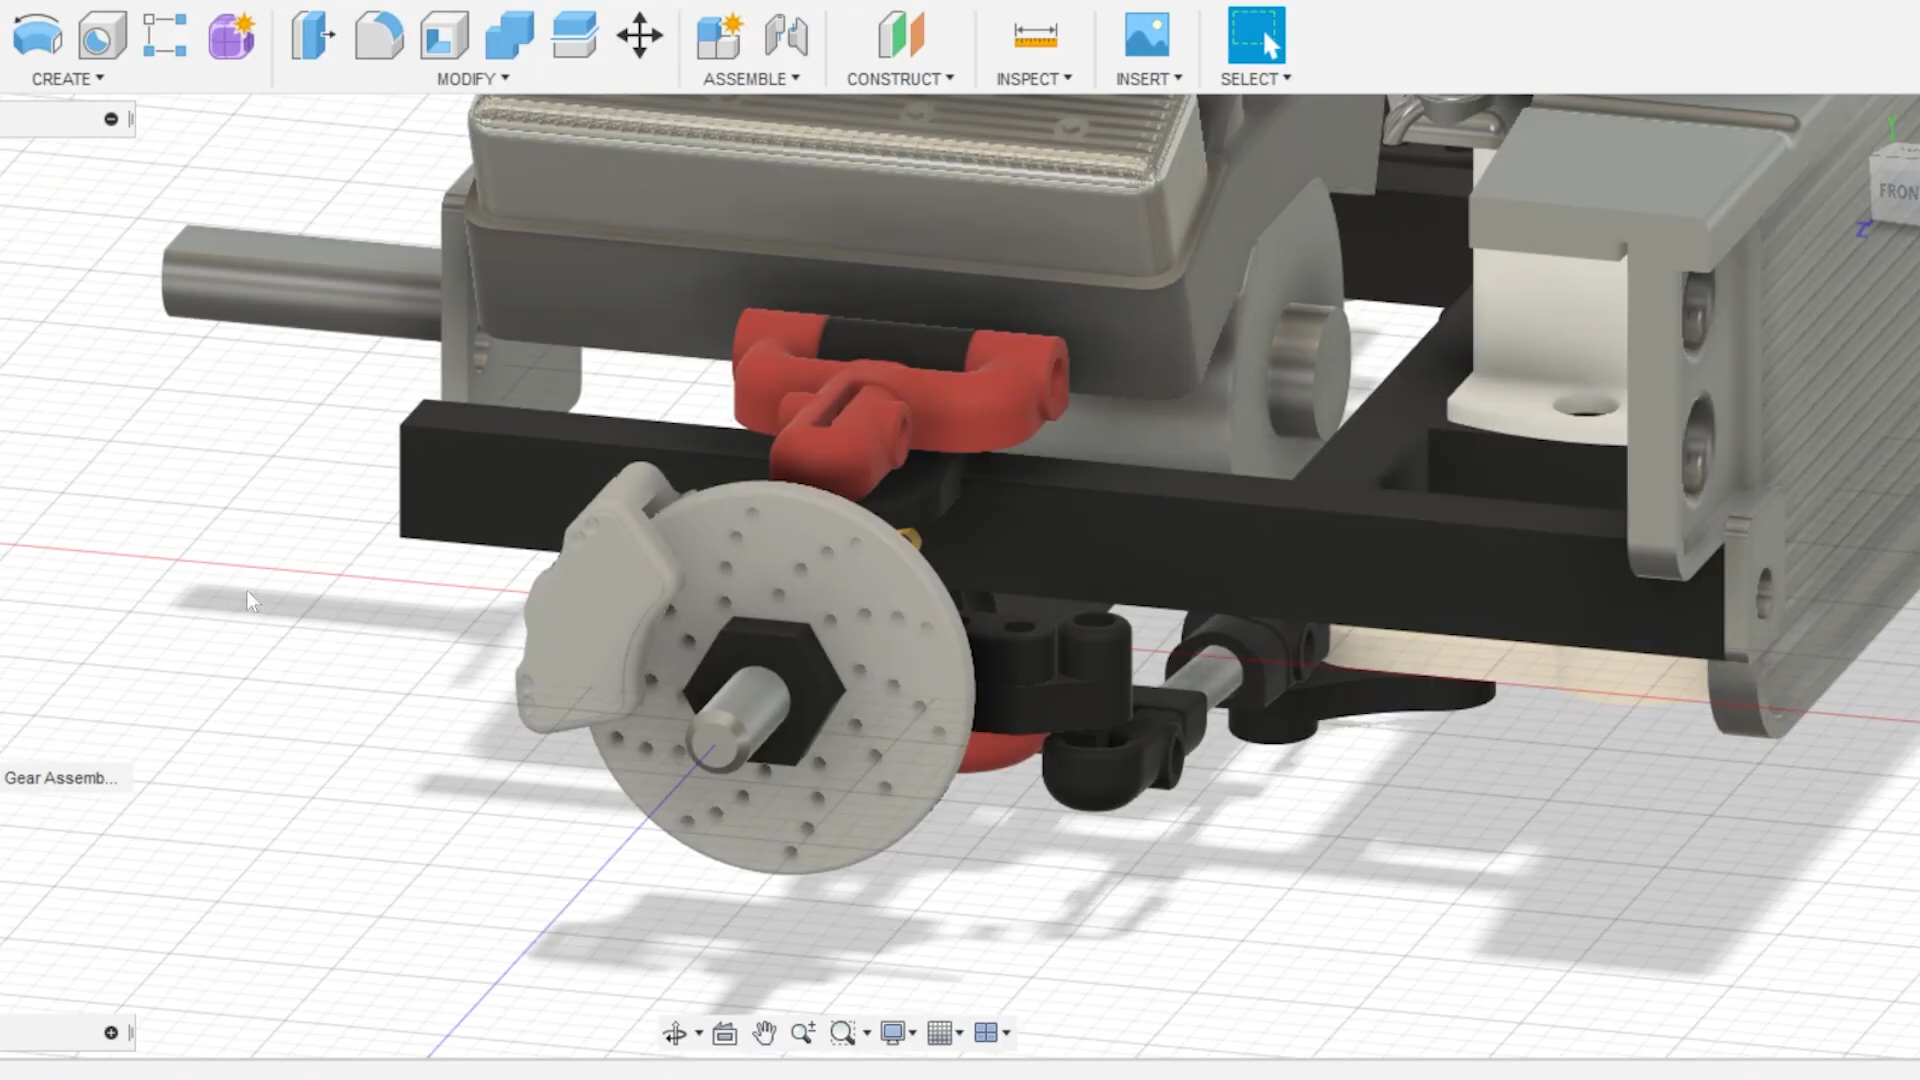 CREATE
MODIFY
ASSEMBLE
CONSTRUCT
INSPECT
INSERT
SELECT
Y
FRON
Z
Gear Assemb...